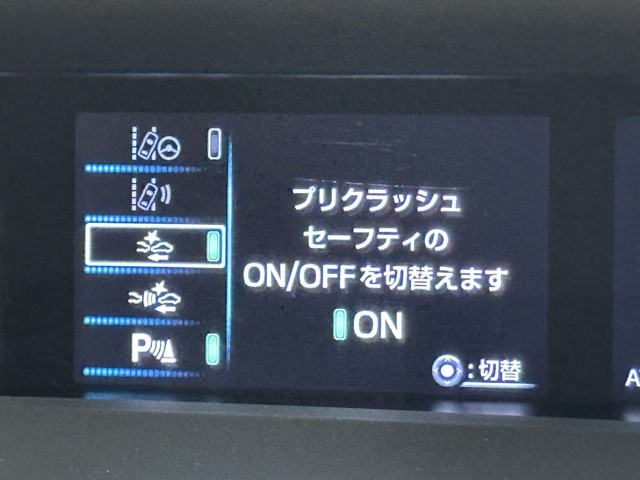 プリクラッシュ
セーフティの
ON/OFFを切替えます
ON
P
:切替